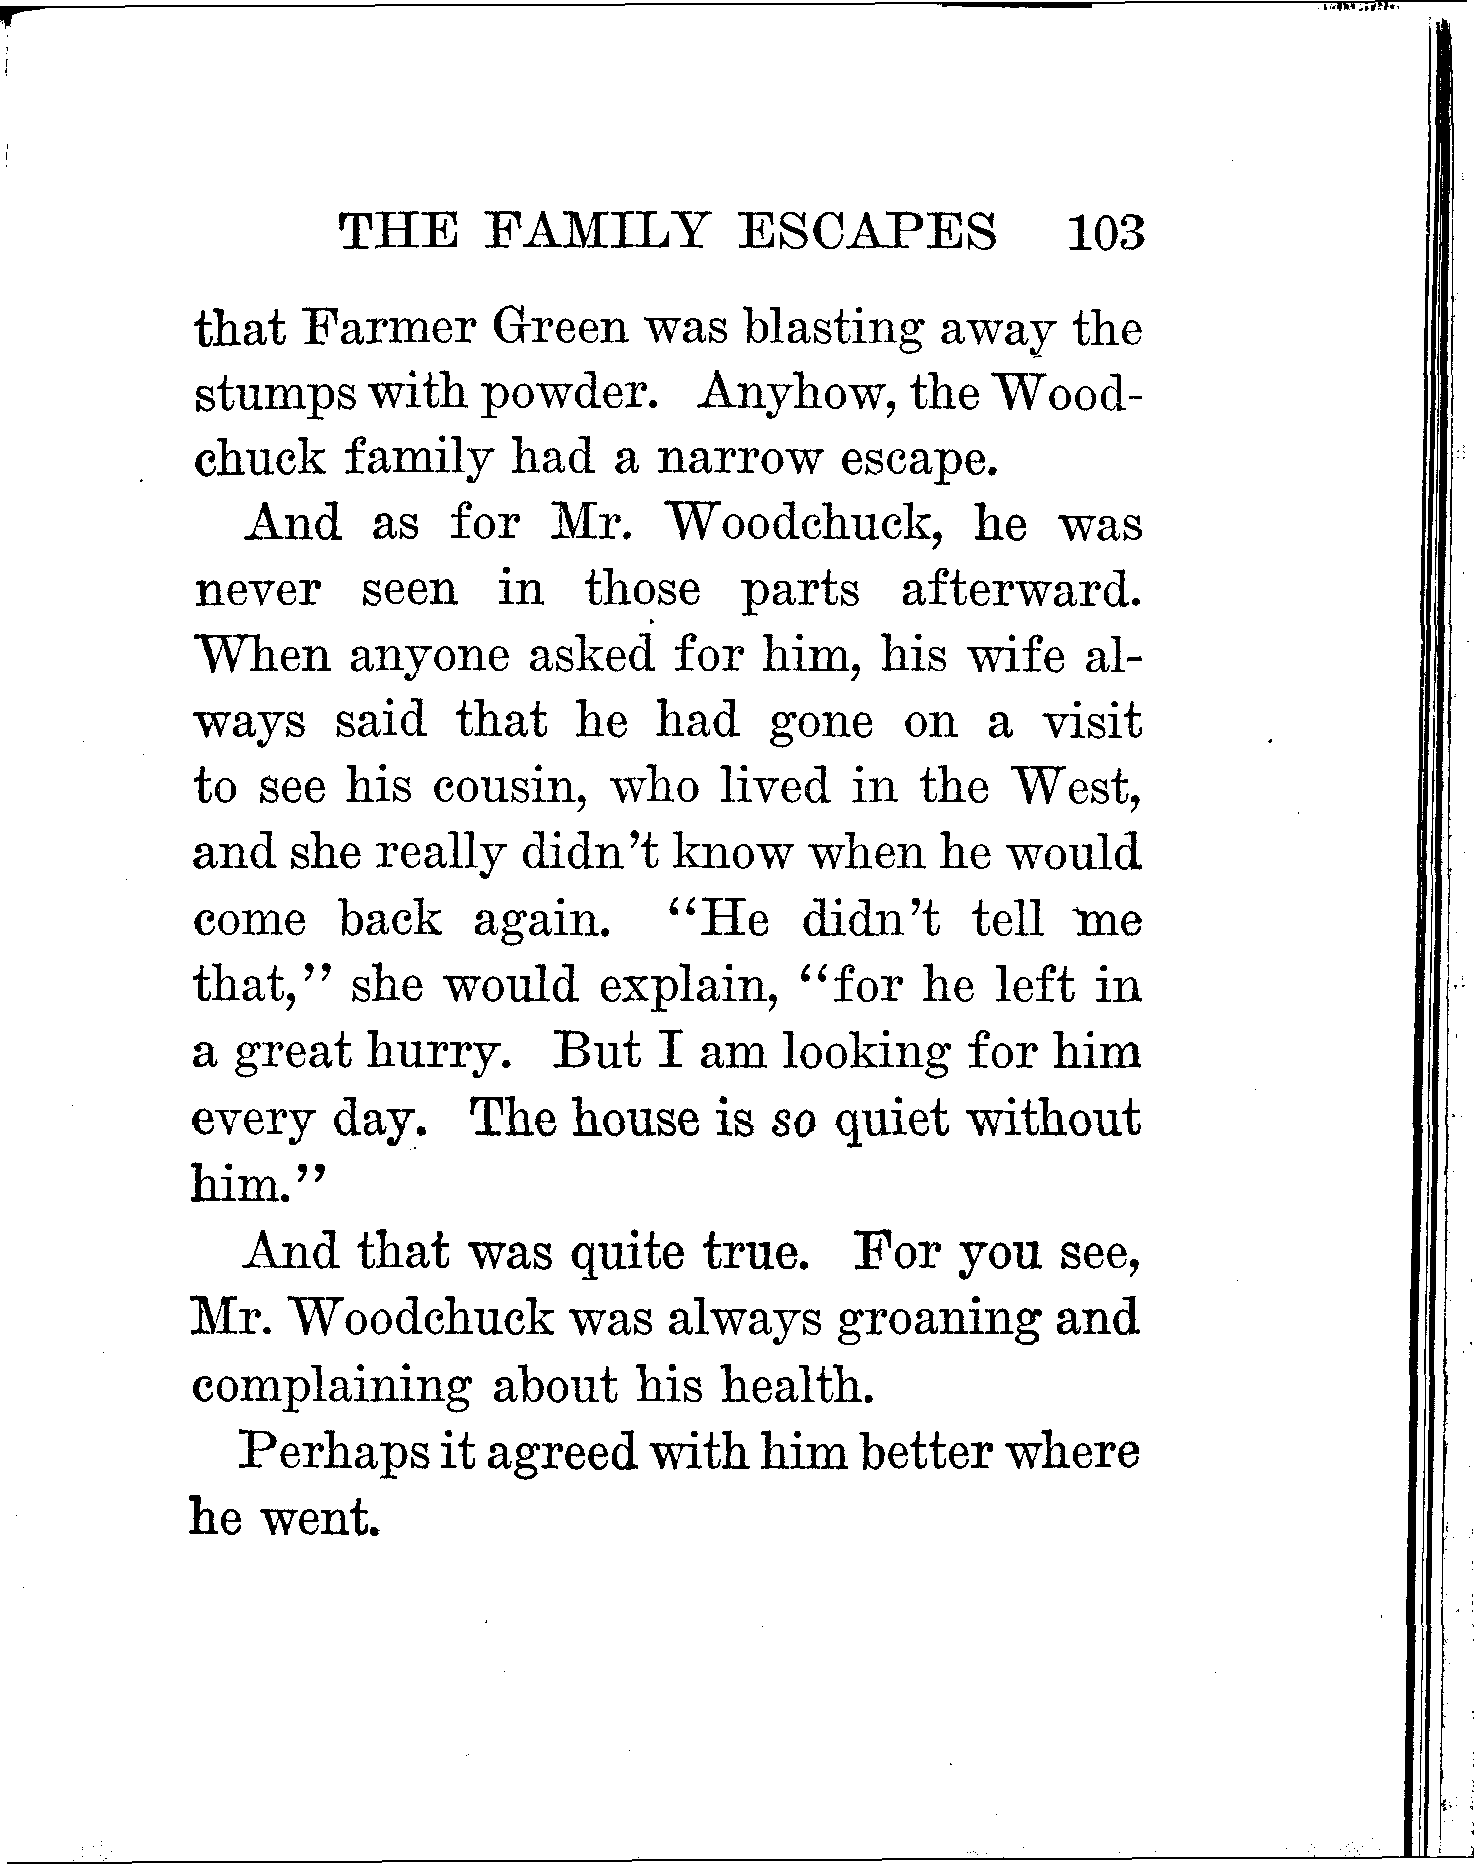 THE FAMILY ESCAPES 103
that Farmer Green was blasting away the
stumps with powder. Anyhow, the Wood-
chuck family had a narrow escape.
And as for Mr. Woodchuck, he was
never seen in those parts afterward.
When anyone asked for him, his wife al-
ways said that he had gone on a visit
to see his cousin, who lived in the West,
and she really didn't know when he would
come back again. "He didn't tell me
that," she would explain, "for he left in
a great hurry. But I am looking for him
every day. The house is so quiet without
him."
And that was quite true. For you see,
Mr. Woodchuck was always groaning and
complaining about his health.
Perhaps it agreed with him better where
he went.